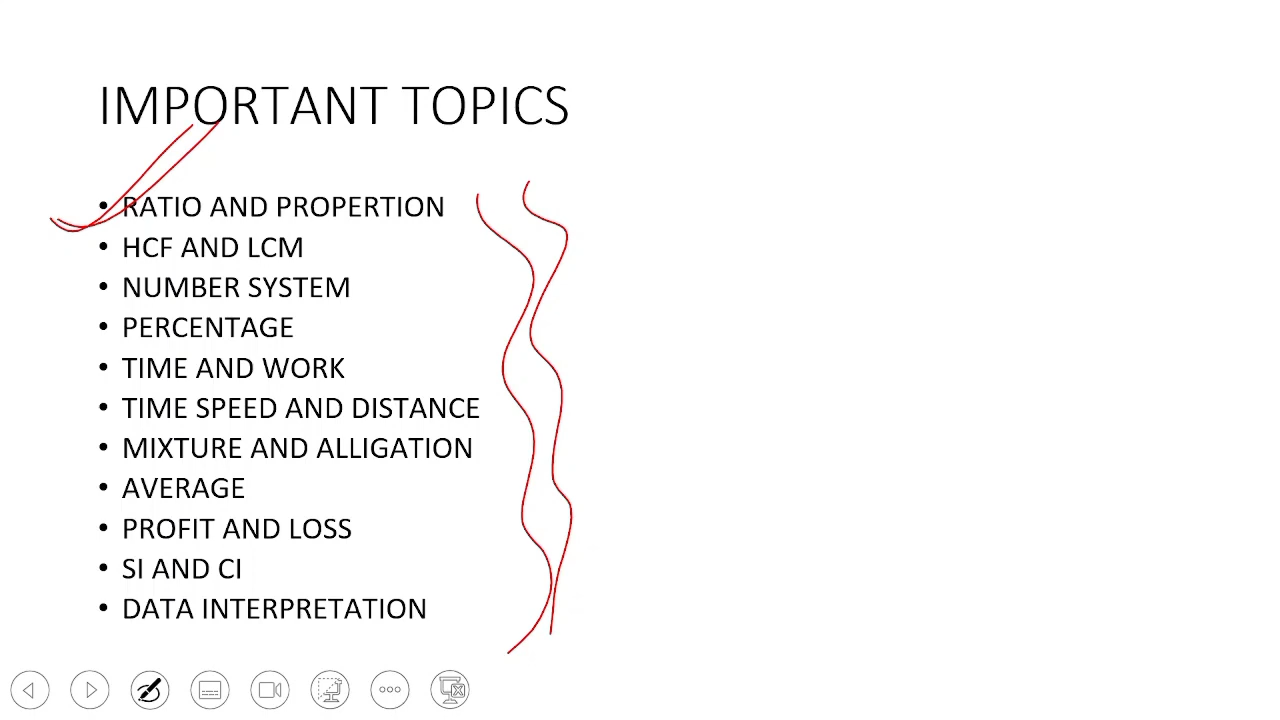 IMPORTANT TOPICS
• RATIO AND PROPERTION
• HCF AND LCM
• NUMBER SYSTEM
• PERCENTAGE
• TIME AND WORK
• TIME SPEED AND DISTANCE
• MIXTURE AND ALLIGATION
• AVERAGE
• PROFIT AND LOSS
• SI AND CI
• DATA INTERPRETATION